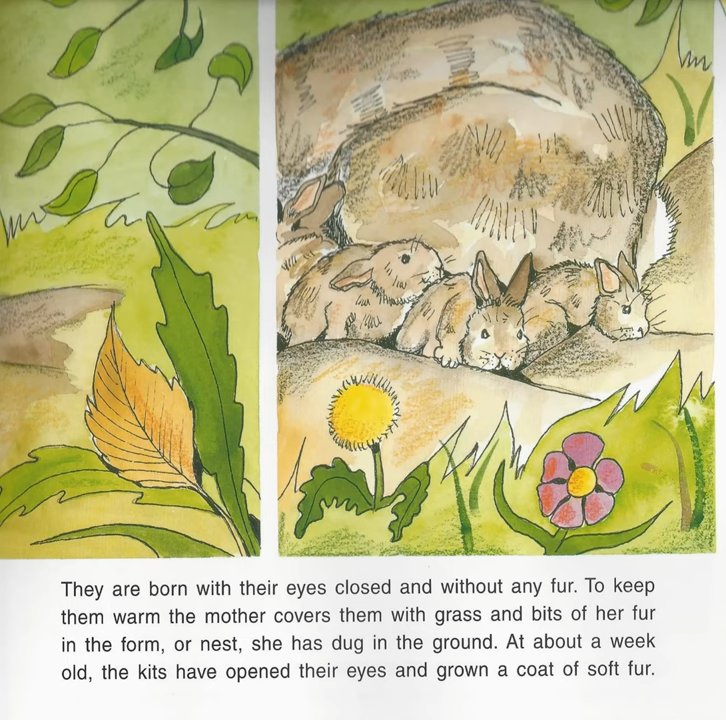 They are born with their eyes closed and without any fur. To keep
them warm the mother covers them with grass and bits of her fur
in the form, or nest, she has dug in the ground. At about a week
old, the kits have opened their eyes and grown a coat of soft fur.